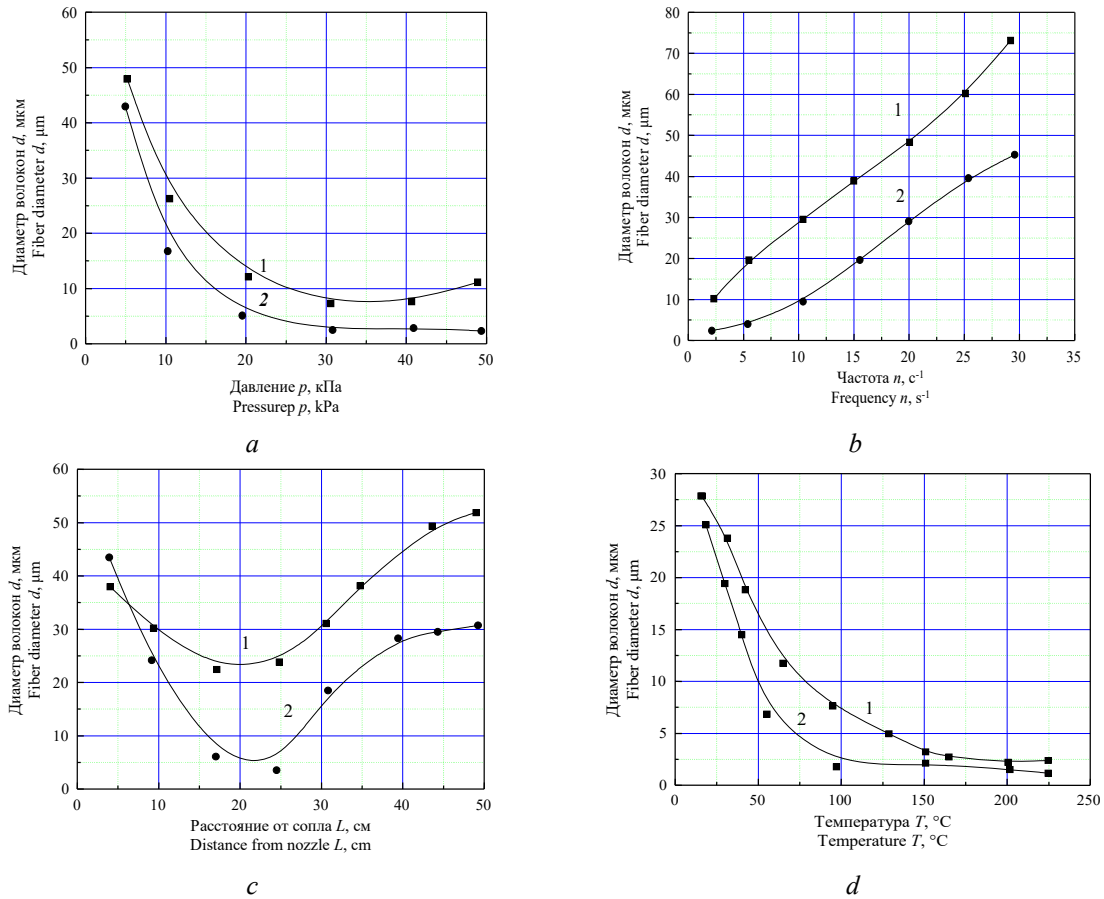 60
50
40
30
20
10
0
Диаметр волокон d, мкм
Fiber diameter d, μm
1
2
0 10 20 30 40 50
Давление p, кПа
Pressurep p, kPa
a
80
70
60
50
40
30
20
10
0
Диаметр волокон d, мкм
Fiber diameter d, μm
1
2
0 5 10 15 20 25 30 35
Частота n, с-1
Frequency n, s-1
b
60
50
40
30
20
10
0
Диаметр волокон d, мкм
Fiber diameter d, μm
1
2
0 10 20 30 40 50
Расстояние от сопла L, см
Distance from nozzle L, cm
c
30
25
20
15
10
5
0
Диаметр волокон d, мкм
Fiber diameter d, μm
1
2
0 50 100 150 200 250
Температура T, °C
Temperature T, °C
d